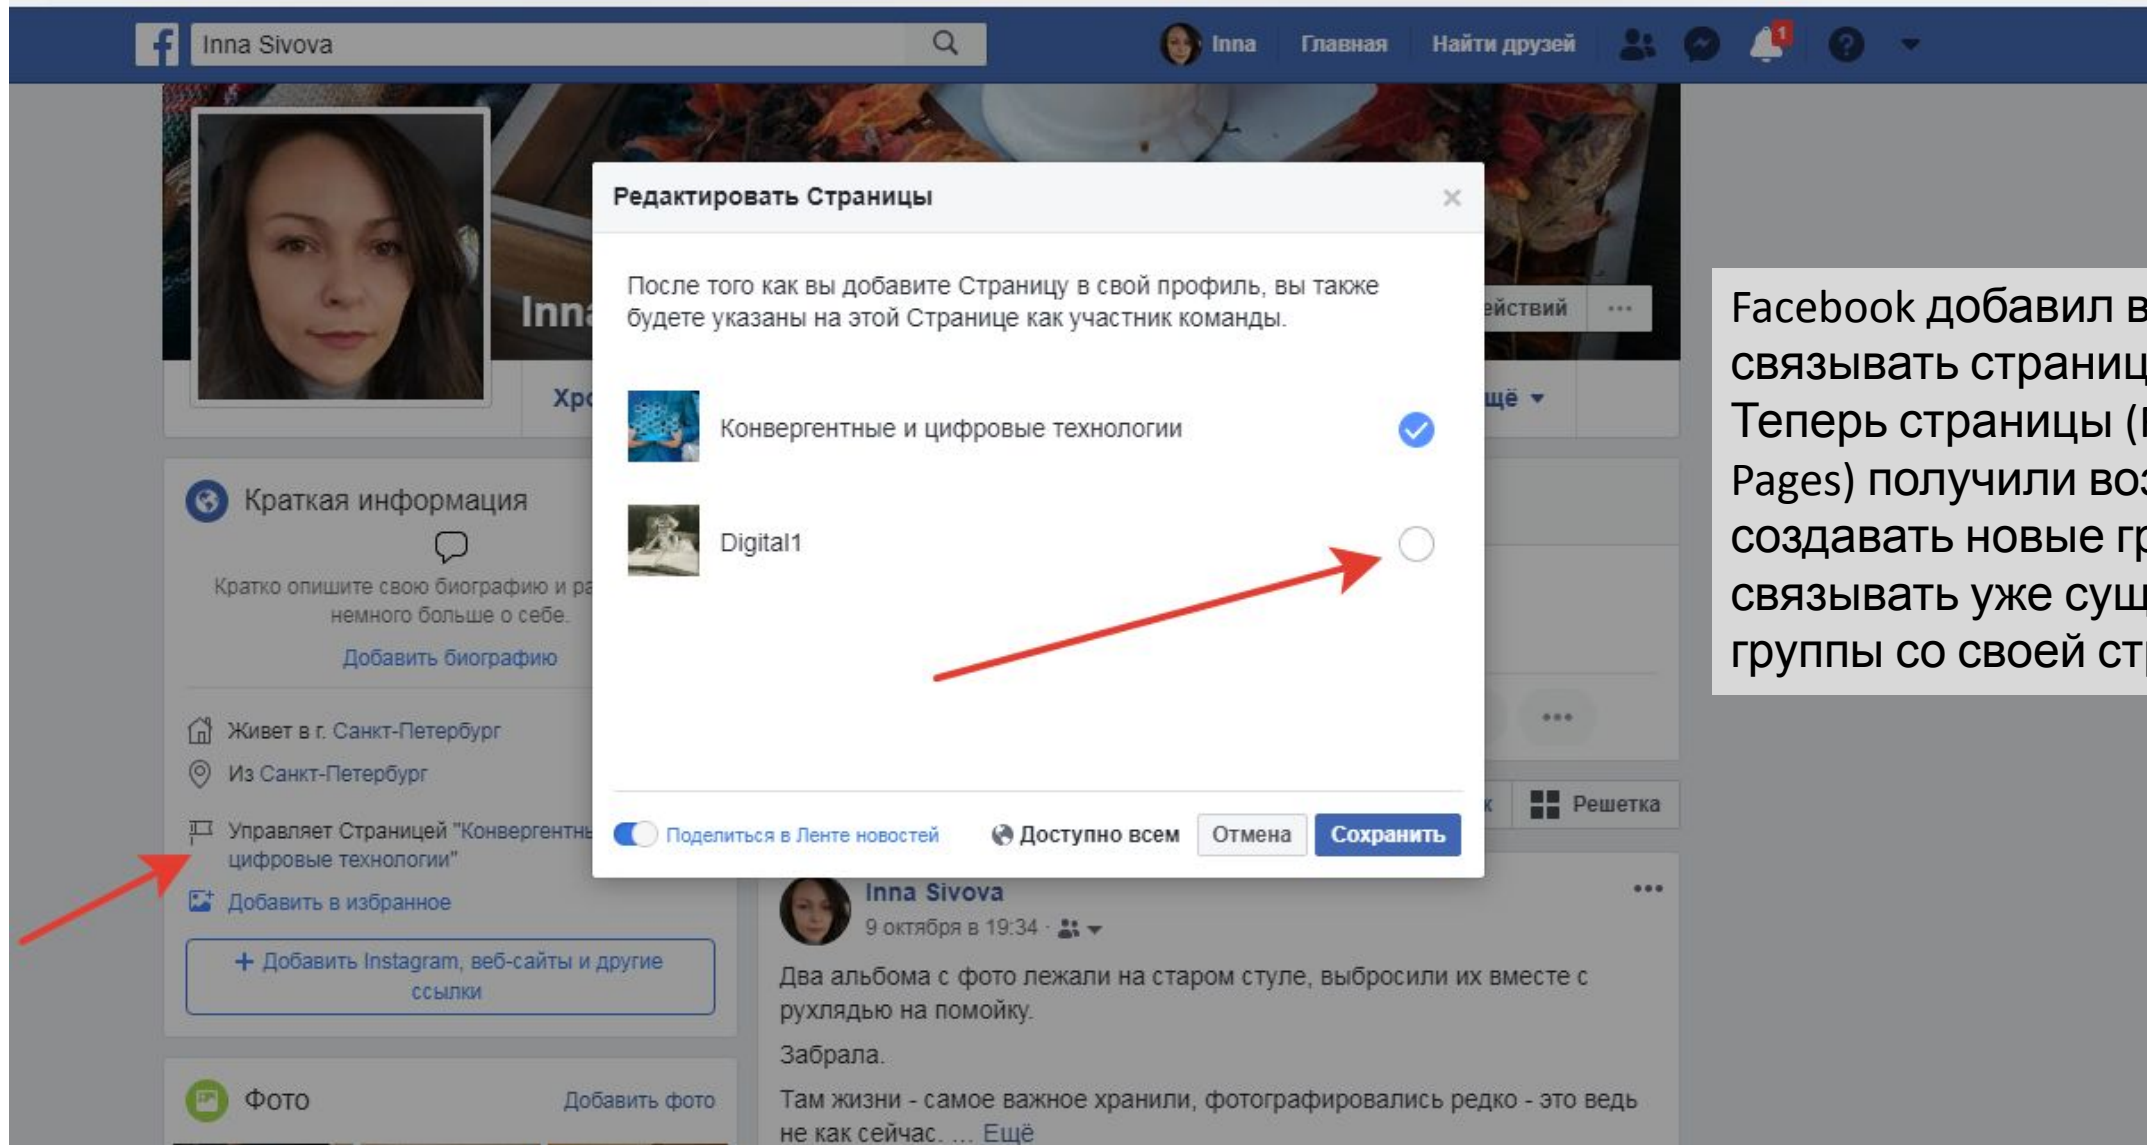 Inna Sivova
Inna Главная Найти друзей 1
Редактировать Страницы
После того как вы добавите Страницу в свой профиль, вы также
будете указаны на этой Странице как участник команды.
Конвергентные и цифровые технологии
Digital1
Поделиться в Ленте новостей Доступно всем Отмена Сохранить
Краткая информация
Кратко опишите свою биографию и
немного больше о себе.
Добавить биографию
Живет в г. Санкт-Петербург
Из Санкт-Петербург
Управляет Страницей
цифровые технологии"
Добавить в избранное
+ Добавить Instagram, веб-сайты и другие
ссылки
Фото Добавить фото
Решетка
Inna Sivova
9 октября в 19:34 ·
Два альбома с фото лежали на старом стуле, выбросили их вместе с
рухлядью на помойку.
Забрала.
Там жизни - самое важное хранили, фотографировались редко - это ведь
не как сейчас. ... Ещё
Facebook добавил
связывать
Теперь страницы
Pages) получили
создавать новые
связывать уже
группы со своей